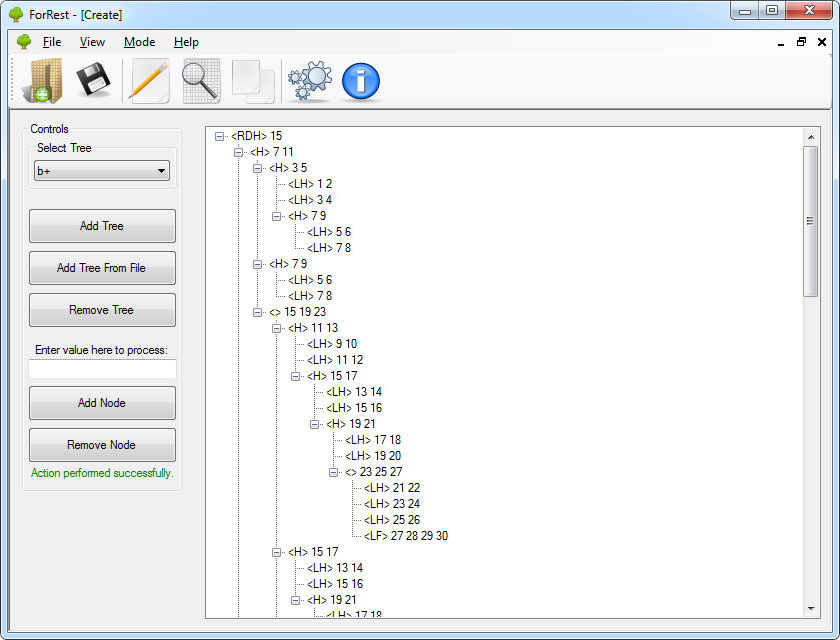 ForRest - [Create]
File View Mode Help
Controls
Select Tree
b+
Add Tree
Add Tree From File
Remove Tree
Enter value here to process:
Add Node
Remove Node
Action performed successfully.
<RDH> 15
<H> 7 11
<H> 3 5
<LH> 1 2
<LH> 3 4
<H> 7 9
<LH> 5 6
<LH> 7 8
<H> 7 9
<LH> 5 6
<LH> 7 8
<> 15 19 23
<H> 11 13
<LH> 9 10
<LH> 11 12
<H> 15 17
<LH> 13 14
<LH> 15 16
<H> 19 21
<LH> 17 18
<LH> 19 20
<> 23 25 27
<LH> 21 22
<LH> 23 24
<LH> 25 26
<LF> 27 28 29 30
<H> 15 17
<LH> 13 14
<LH> 15 16
<H> 19 21
<LH> 17 18